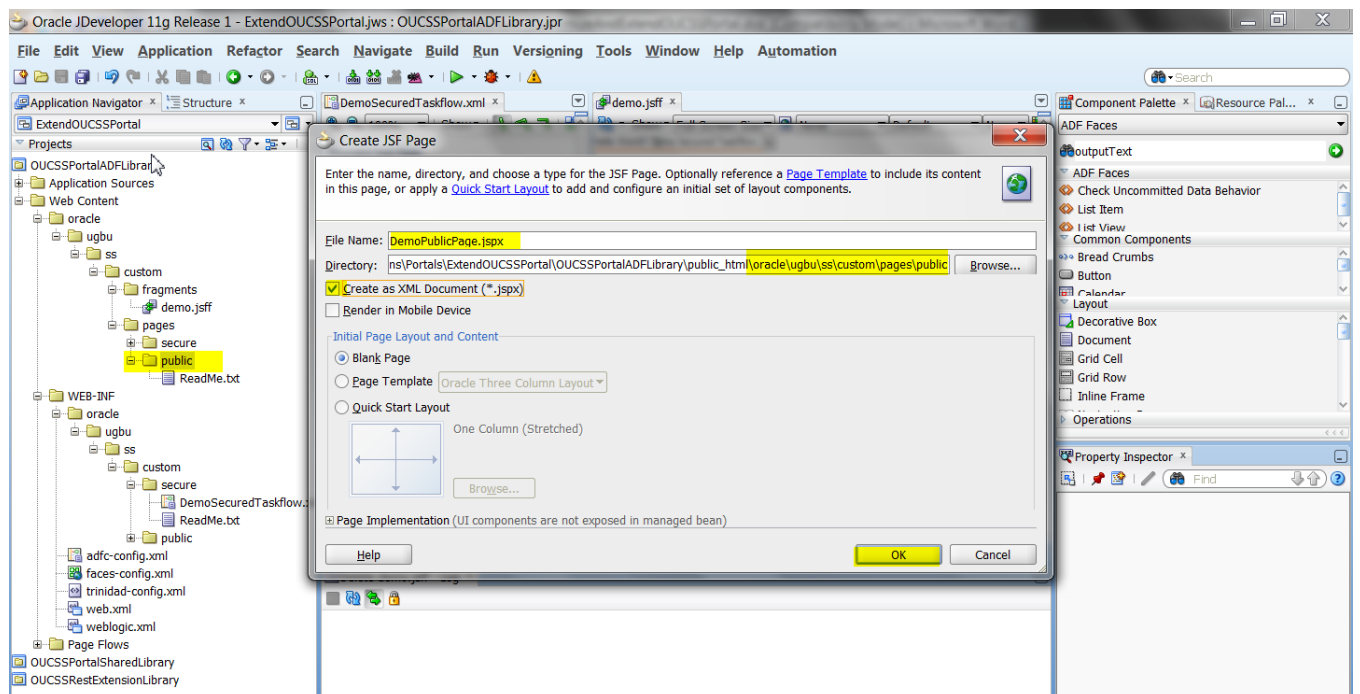 Oracle JDeveloper 11g Release 1 - ExtendOUCSSPortal.jws : OUCSSPortalADFLibrary.jpr
File Edit View Application Refactor Search Navigate Build Run Versioning Tools Window Help Automation
Search
Application Navigator
Structure
DemoSecuredTaskflow.xml
demo.jsff
Component Palette
Resource Pal...
ExtendOUCSSPortal
ADF Faces
Projects
outputText
OUCSSPortalADFLibrary
Application Sources
Web Content
oracle
ugbu
ss
custom
fragments
demo.jsff
pages
secure
public
ReadMe.txt
WEB-INF
oracle
ugbu
ss
custom
secure
DemoSecuredTaskflow.
ReadMe.txt
public
adfc-config.xml
faces-config.xml
trinidad-config.xml
web.xml
weblogic.xml
Page Flows
OUCSSPortalSharedLibrary
OUCSSRestExtensionLibrary
Create JSF Page
Enter the name, directory, and choose a type for the JSF Page. Optionally reference a Page Template to include its content
in this page, or apply a Quick Start Layout to add and configure an initial set of layout components.
File Name: DemoPublicPage.jspx
Directory: ns\Portals\ExtendOUCSSPortal\OUCSSPortalADFLibrary\public_html\oracle\ugbu\ss\custom\pages\public Browse...
Create as XML Document (*.jspx)
Render in Mobile Device
Initial Page Layout and Content
Blank Page
Page Template Oracle Three Column Layout
Quick Start Layout
One Column (Stretched)
Browse...
Page Implementation (UI components are not exposed in managed bean)
Help OK Cancel
ADF Faces
Check Uncommitted Data Behavior
List Item
List View
Common Components
Bread Crumbs
Button
Calendar
Layout
Decorative Box
Document
Grid Cell
Grid Row
Inline Frame
Operations
Property Inspector
Find